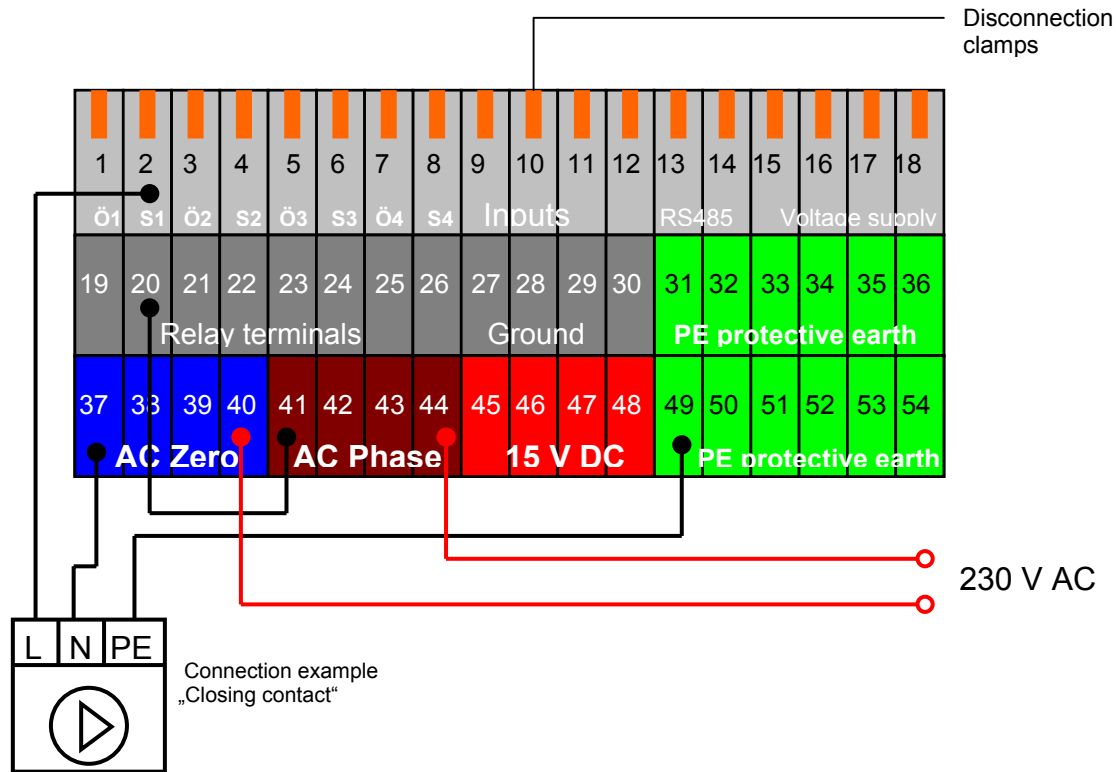 Disconnection
clamps
1 2 3 4 5 6 7 8 9 10 11 12 13 14 15 16 17 18
Ö1 S1 Ö2 S2 Ö3 S3 Ö4 S4 Inputs RS485 Voltage supply
19 20 21 22 23 24 25 26 27 28 29 30 31 32 33 34 35 36
Relay terminals Ground PE protective earth
37 38 39 40 41 42 43 44 45 46 47 48 49 50 51 52 53 54
AC Zero AC Phase 15 V DC PE protective earth
230 V AC
L N PE
Connection example
„Closing contact“